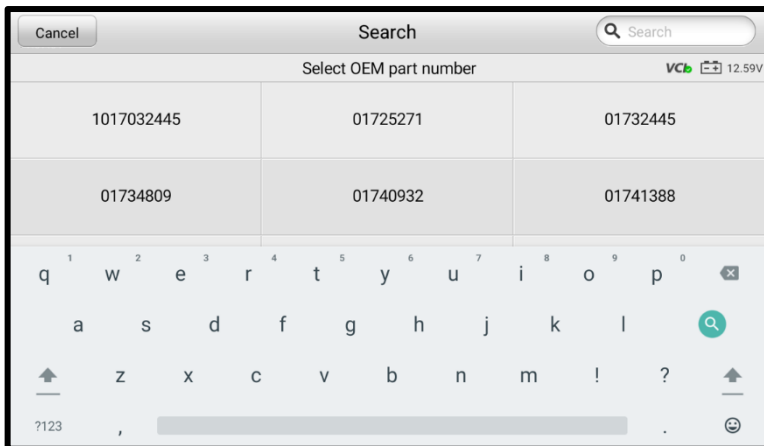 Cancel Search Search
Select OEM part number VCI 12.59V
1017032445 01725271 01732445
01734809 01740932 01741388
q 1 w 2 e 3 r 4 t 5 y 6 u 7 i 8 o 9 p 0
a s d f g h j k l
z x c v b n m ! ?
?123 , .